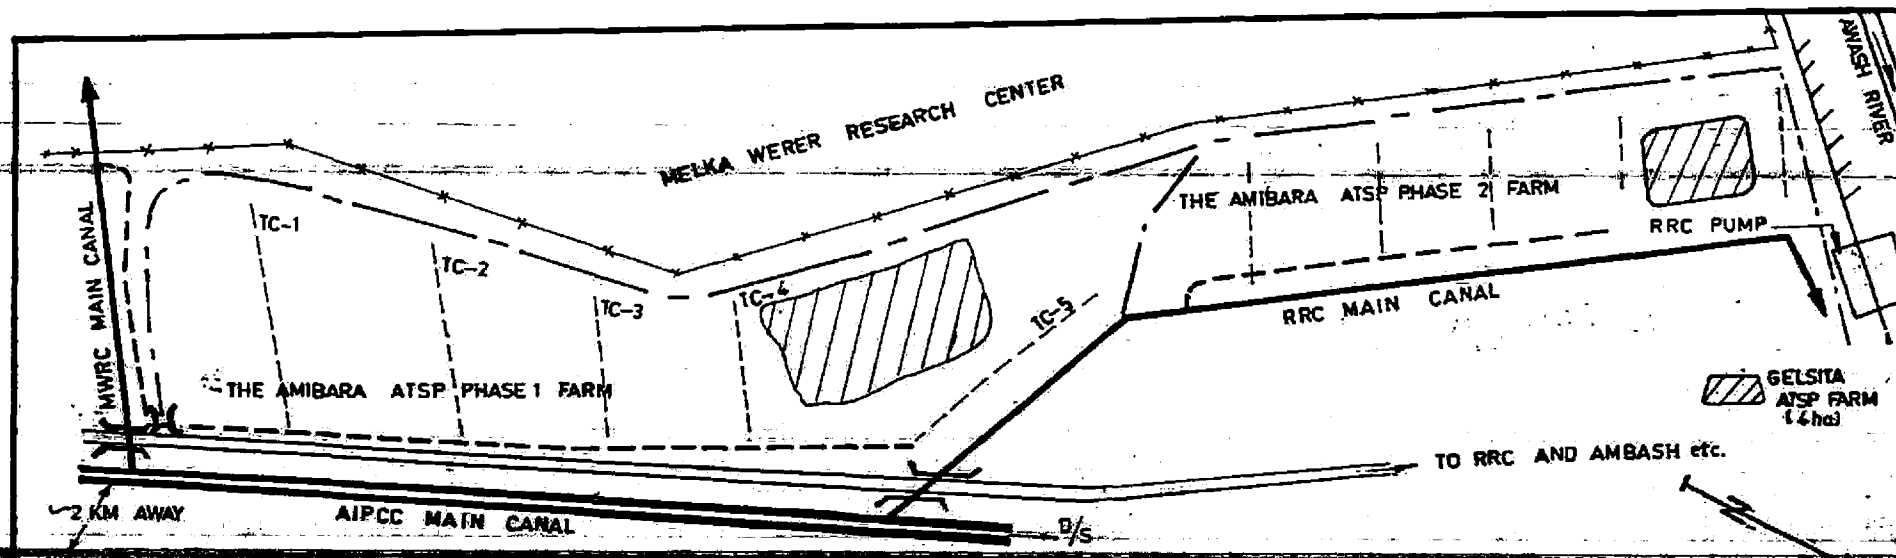 MELKA WERER RESEARCH CENTER
AWASH RIVER
MWRC MAIN CANAL
TC-1
TC-2
TC-3
TC-4
TC-5
THE AMIBARA ATSP PHASE 2 FARM
RRC PUMP
RRC MAIN CANAL
THE AMIBARA ATSP PHASE 1 FARM
GELSITA
ATSP FARM
(4ha)
TO RRC AND AMBASH etc.
~2 KM AWAY
AIPCC MAIN CANAL
D/S